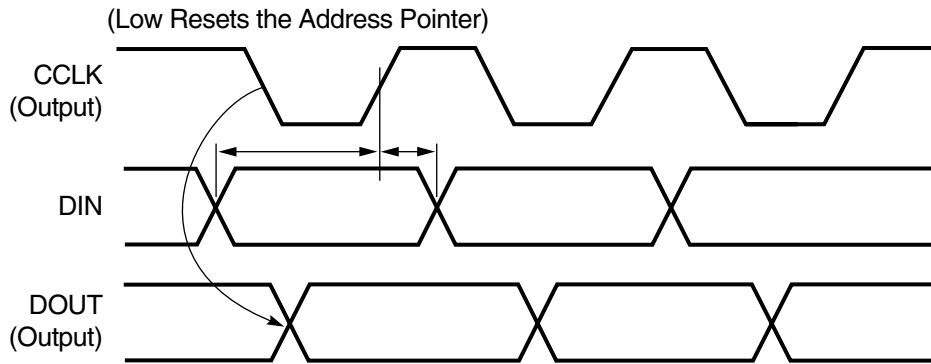 (Low Resets the Address Pointer)
CCLK
(Output)
DIN
DOUT
(Output)